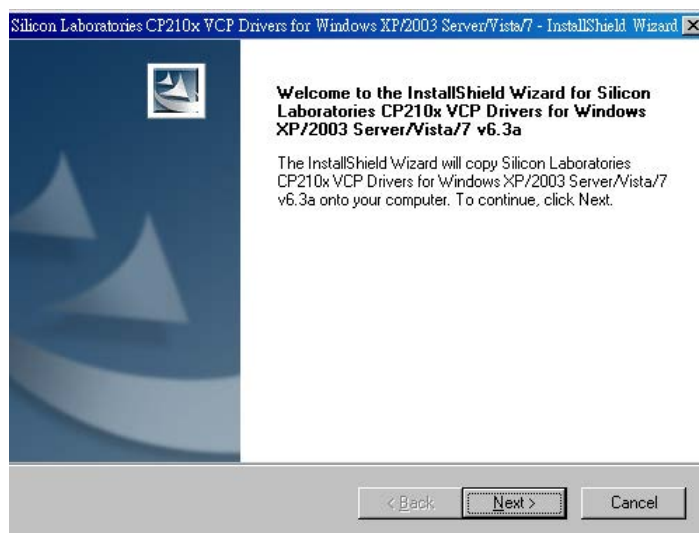 Silicon Laboratories CP210x VCP Drivers for Windows XP/2003 Server/Vista/7 - InstallShield Wizard
Welcome to the InstallShield Wizard for Silicon
Laboratories CP210x VCP Drivers for Windows
XP/2003 Server/Vista/7 v6.3a
The InstallShield Wizard will copy Silicon Laboratories
CP210x VCP Drivers for Windows XP/2003 Server/Vista/7
v6.3a onto your computer. To continue, click Next.
< Back
Next >
Cancel